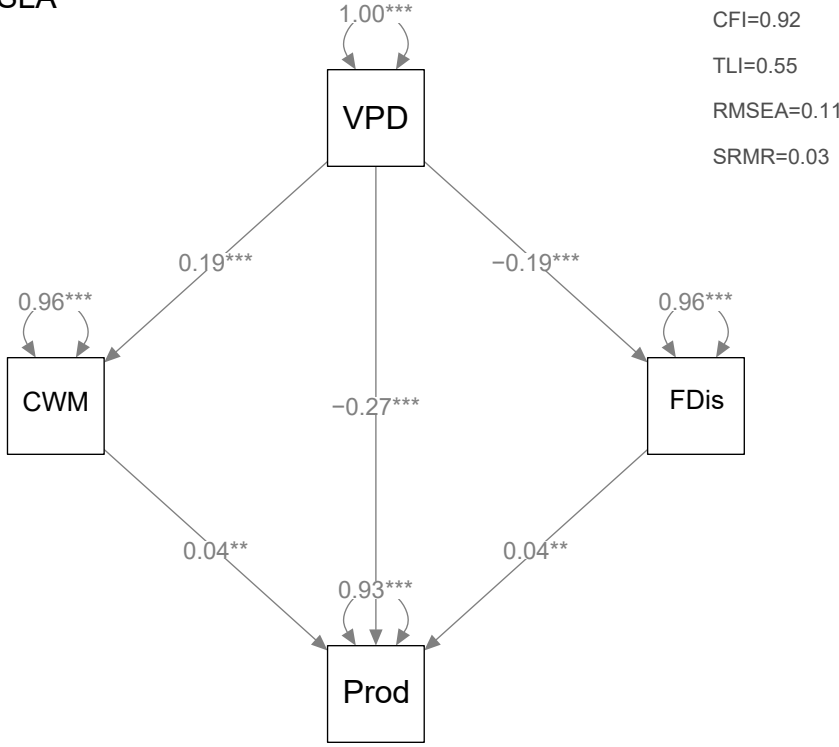 SEA
1.00***
CFI=0.92
TLI=0.55
RMSEA=0.11
SRMR=0.03
VPD
0.19***
−0.19***
0.96***
0.96***
CWM
−0.27***
FDis
0.04**
0.04**
0.93***
Prod